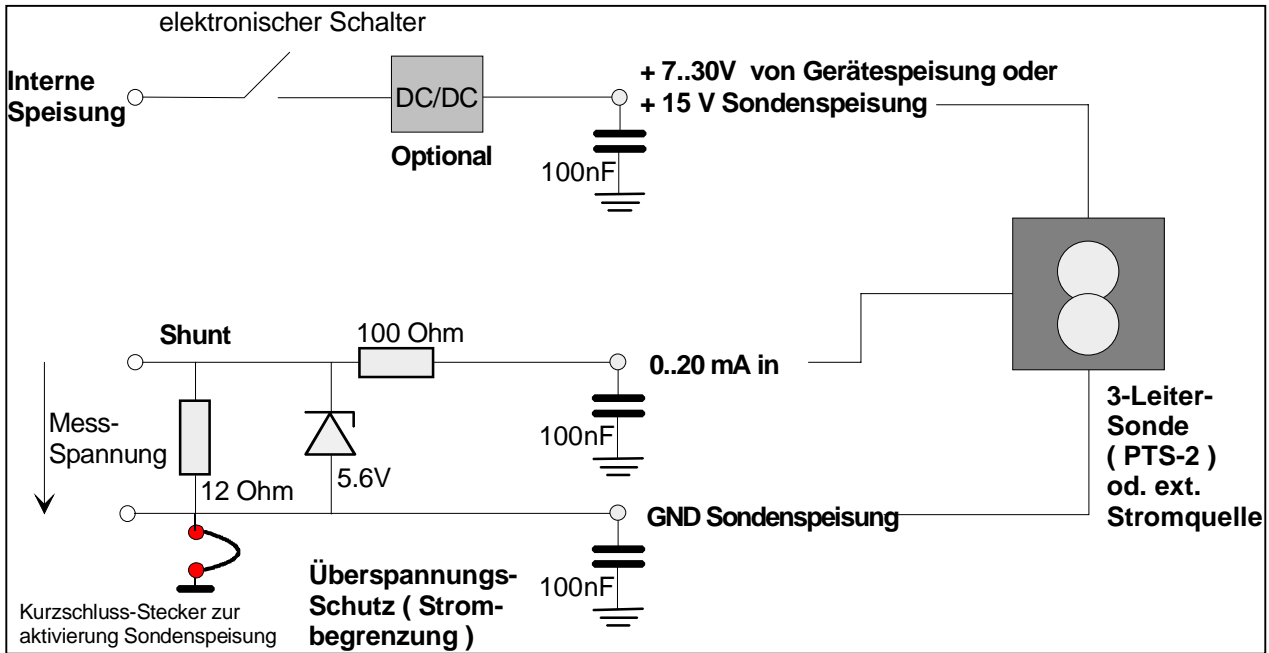 elektronischer Schalter
Interne
Speisung
DC/DC
Optional
+ 7..30V von Gerätespeisung oder
+ 15 V Sondenspeisung
100nF
Shunt
100 Ohm
0..20 mA in
Mess-
Spannung
12 Ohm
5.6V
100nF
3-Leiter-
Sonde
( PTS-2 )
od. ext.
Stromquelle
GND Sondenspeisung
100nF
Überspannungs-
Schutz ( Strom-
begrenzung )
Kurzschluss-Stecker zur
aktivierung Sondenspeisung